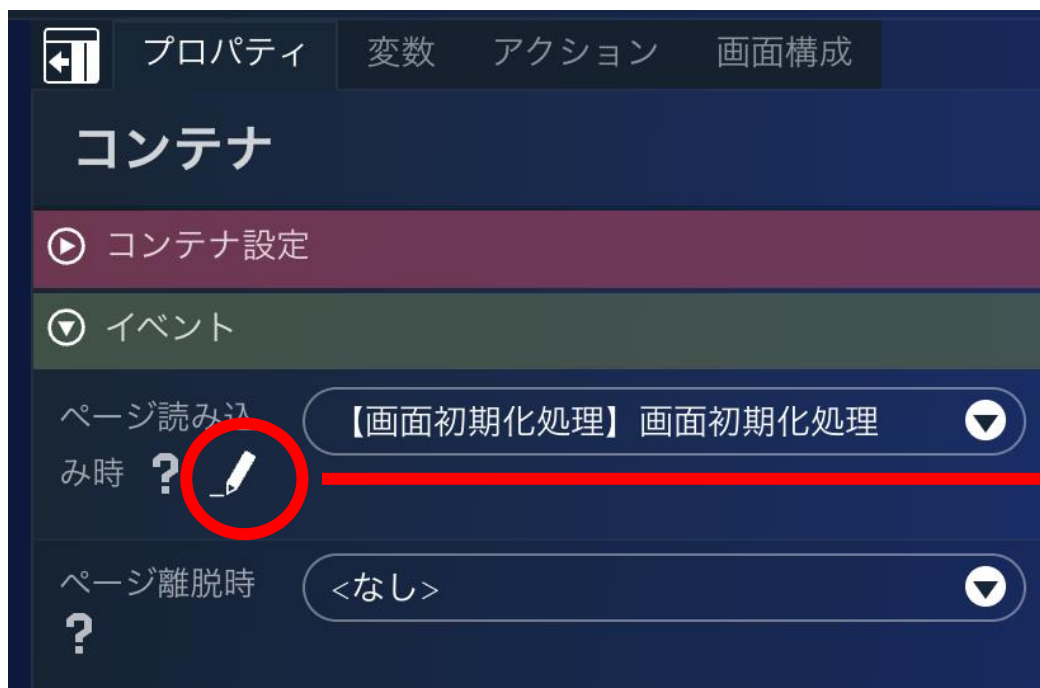 プロパティ 変数 アクション 画面構成
コンテナ
コンテナ設定
イベント
ページ読み込
み時 ?
【画面初期化処理】画面初期化処理
ページ離脱時
?
<なし>